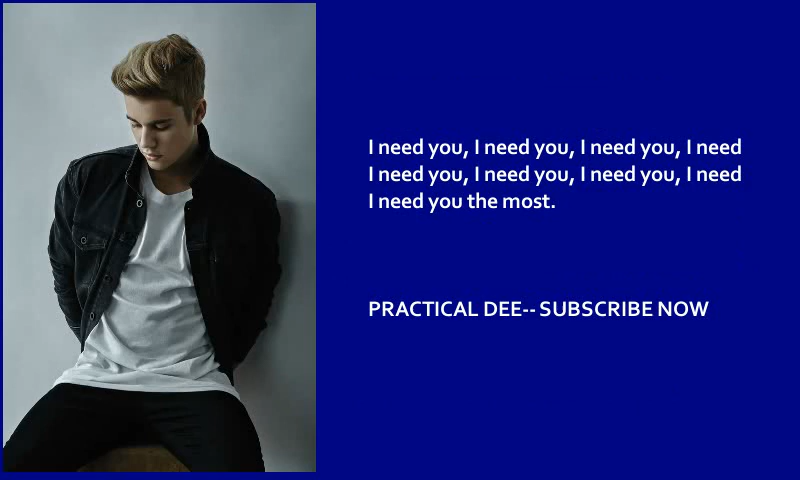 I need you, I need you, I need you, I need
I need you, I need you, I need you, I need
I need you the most.
PRACTICAL DEE-- SUBSCRIBE NOW